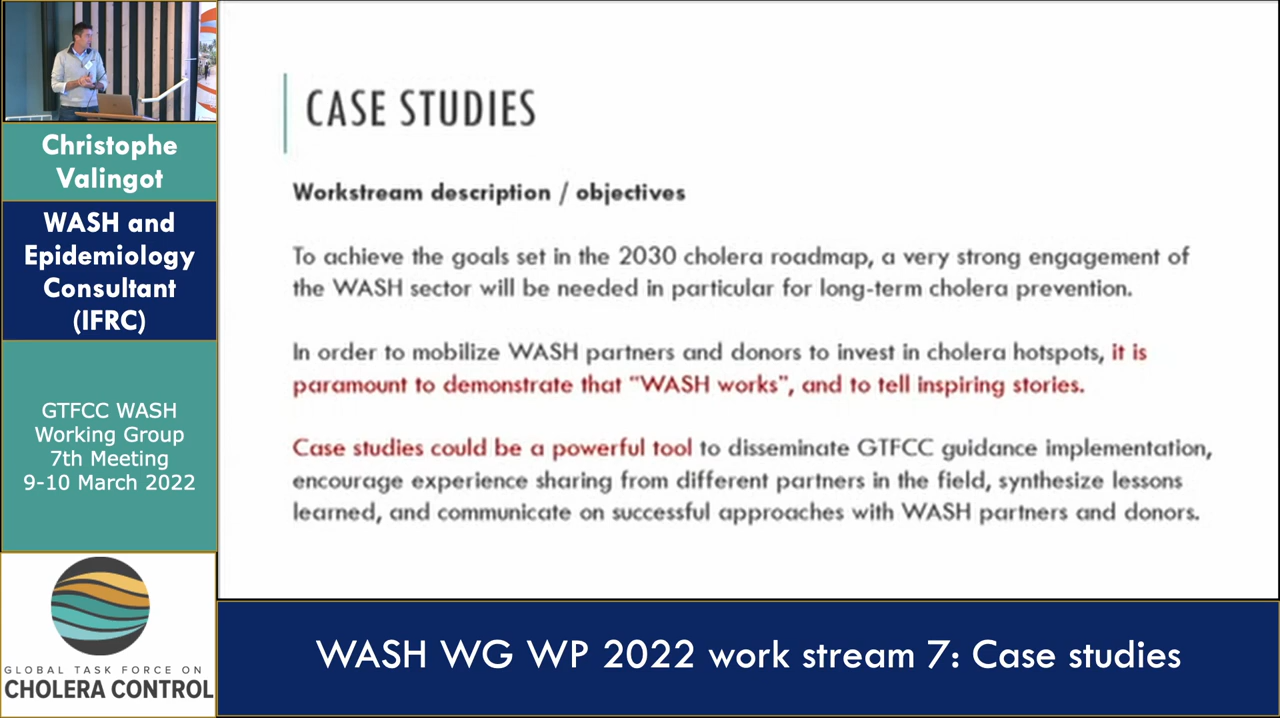 Christophe
Valingot
WASH and
Epidemiology
Consultant
(IFRC)
GTFCC WASH
Working Group
7th Meeting
9-10 March 2022
GLOBAL TASK FORCE ON
CHOLERA CONTROL
CASE STUDIES
Workstream description / objectives
To achieve the goals set in the 2030 cholera roadmap, a very strong engagement of
the WASH sector will be needed in particular for long-term cholera prevention.
In order to mobilize WASH partners and donors to invest in cholera hotspots, it is
paramount to demonstrate that "WASH works", and to tell inspiring stories.
Case studies could be a powerful tool to disseminate GTFCC guidance implementation,
encourage experience sharing from different partners in the field, synthesize lessons
learned, and communicate on successful approaches with WASH partners and donors.
WASH WG WP 2022 work stream 7: Case studies